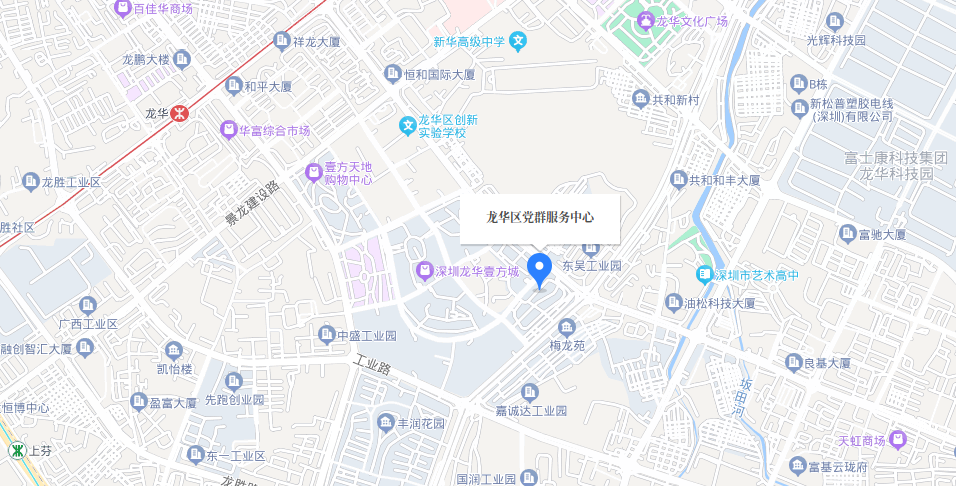 百佳华商场
龙华文化广场
祥龙大厦
新华高级中学
光辉科技园
龙鹏大楼
和平大厦
恒和国际大厦
B栋
共和新村
新松普塑胶电线
(深圳)有限公司
龙华
华富综合市场
龙华区创新
实验学校
富士康科技集团
龙华科技园
壹方天地
购物中心
龙胜工业区
共和和丰大厦
景龙建设路
龙华区党群服务中心
胜社区
富驰大厦
东吴工业园
深圳龙华壹方城
深圳市艺术高中
油松科技大厦
广西工业区
中盛工业园
梅龙苑
融创智汇大厦
凯怡楼
工业路
良基大厦
先跑创业园
坂田河
恒博中心
盈富大厦
嘉诚达工业园
丰润花园
天虹商场
上芬
东一工业区
富基云珑府
国润工业园
龙胜路